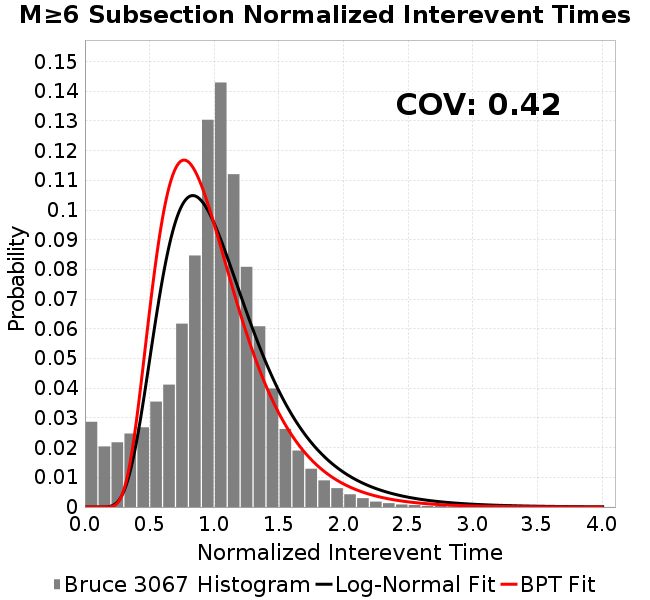 M≥6 Subsection Normalized Interevent Times
COV: 0.42
Probability
0.15
0.14
0.13
0.12
0.11
0.1
0.09
0.08
0.07
0.06
0.05
0.04
0.03
0.02
0.01
0
0.0 0.5 1.0 1.5 2.0 2.5 3.0 3.5 4.0
Normalized Interevent Time
Bruce 3067 Histogram Log-Normal Fit BPT Fit